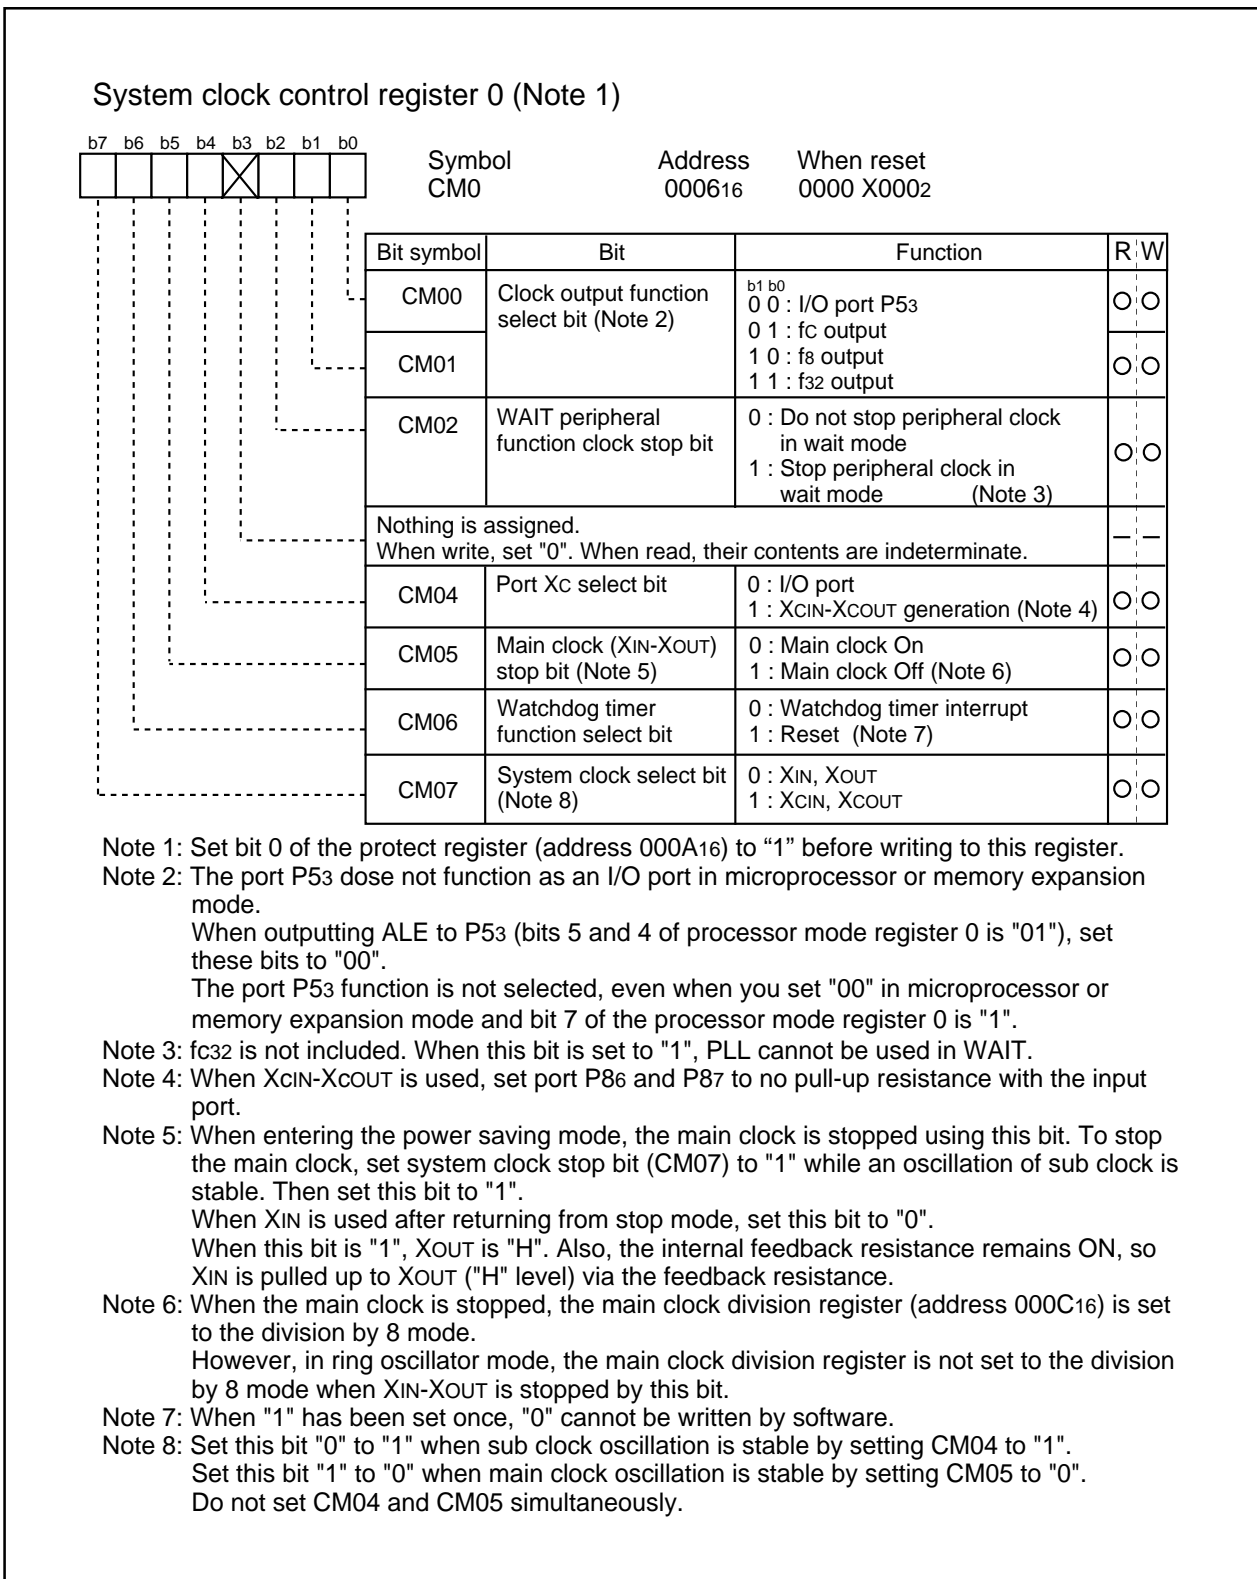 System clock control register 0 (Note 1)
b7 b6 b5 b4 b3 b2 b1 b0
Symbol Address When reset
CM0 000616 0000 X0002
Bit symbol Bit Function R W
CM00 Clock output function select bit (Note 2)
b1 b0
0 0 : I/O port P53
0 1 : fC output
1 0 : f8 output
1 1 : f32 output
CM01
CM02 WAIT peripheral function clock stop bit
0 : Do not stop peripheral clock
in wait mode
1 : Stop peripheral clock in
wait mode (Note 3)
Nothing is assigned.
When write, set "0". When read, their contents are indeterminate.
CM04 Port XC select bit
0 : I/O port
1 : XCIN-XCOUT generation (Note 4)
CM05 Main clock (XIN-XOUT) stop bit (Note 5)
0 : Main clock On
1 : Main clock Off (Note 6)
CM06 Watchdog timer function select bit
0 : Watchdog timer interrupt
1 : Reset (Note 7)
CM07 System clock select bit (Note 8)
0 : XIN, XOUT
1 : XCIN, XCOUT
Note 1: Set bit 0 of the protect register (address 000A16) to “1” before writing to this register.
Note 2: The port P53 dose not function as an I/O port in microprocessor or memory expansion
mode.
When outputting ALE to P53 (bits 5 and 4 of processor mode register 0 is "01"), set
these bits to "00".
The port P53 function is not selected, even when you set "00" in microprocessor or
memory expansion mode and bit 7 of the processor mode register 0 is "1".
Note 3: fc32 is not included. When this bit is set to "1", PLL cannot be used in WAIT.
Note 4: When XcIN-XcOUT is used, set port P86 and P87 to no pull-up resistance with the input
port.
Note 5: When entering the power saving mode, the main clock is stopped using this bit. To stop
the main clock, set system clock stop bit (CM07) to "1" while an oscillation of sub clock is
stable. Then set this bit to "1".
When XIN is used after returning from stop mode, set this bit to "0".
When this bit is "1", XOUT is "H". Also, the internal feedback resistance remains ON, so
XIN is pulled up to XOUT ("H" level) via the feedback resistance.
Note 6: When the main clock is stopped, the main clock division register (address 000C16) is set
to the division by 8 mode.
However, in ring oscillator mode, the main clock division register is not set to the division
by 8 mode when XIN-XOUT is stopped by this bit.
Note 7: When "1" has been set once, "0" cannot be written by software.
Note 8: Set this bit "0" to "1" when sub clock oscillation is stable by setting CM04 to "1".
Set this bit "1" to "0" when main clock oscillation is stable by setting CM05 to "0".
Do not set CM04 and CM05 simultaneously.